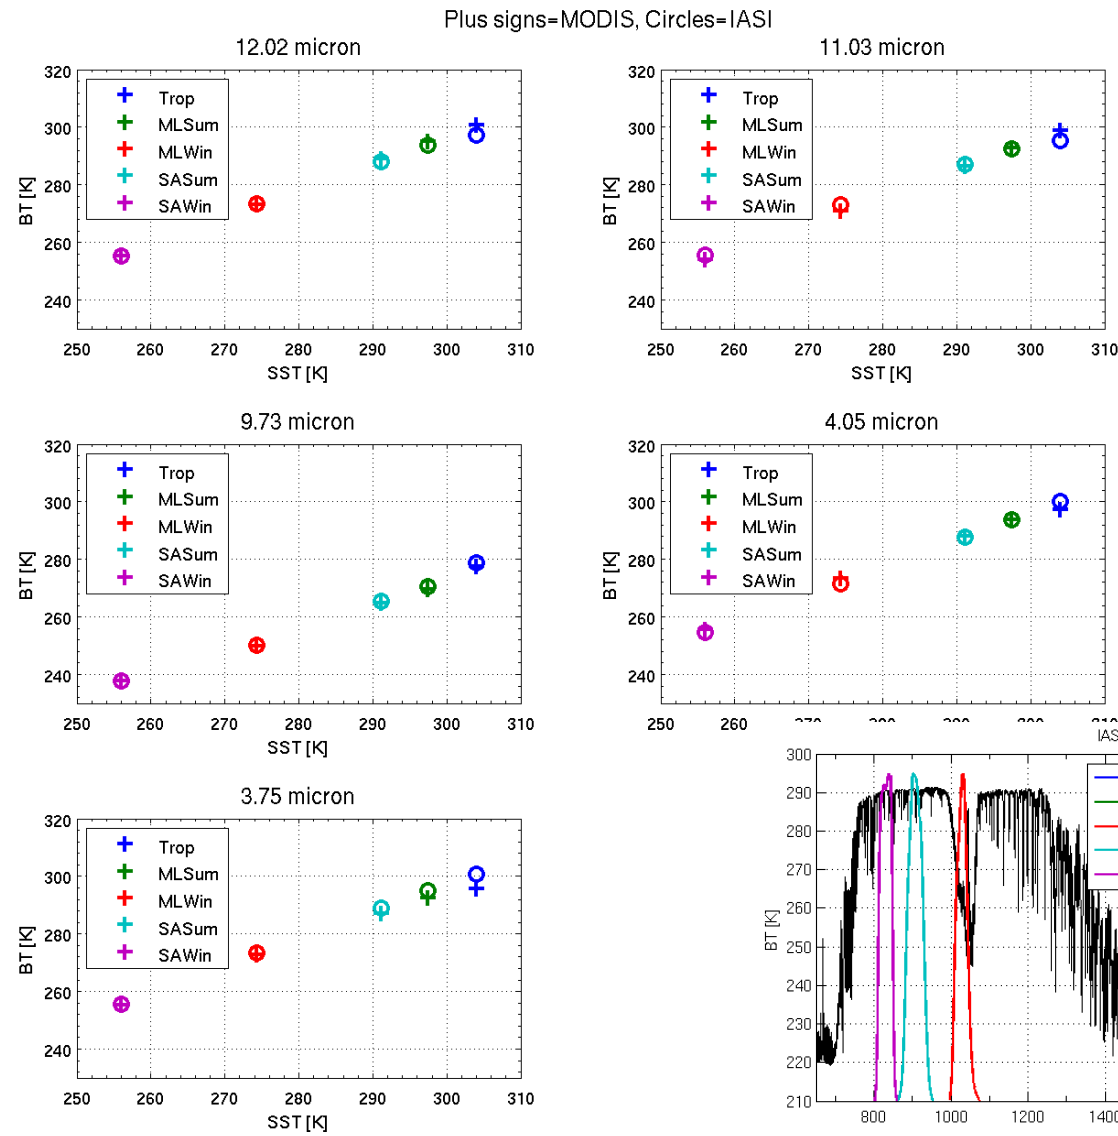 Plus signs=MODIS, Circles=IASI
12.02 micron
320
300
280
260
240
BT [K]
Trop
MLSum
MLWin
SASum
SAWin
250 260 270 280 290 300 310
SST [K]
11.03 micron
320
300
280
260
240
BT [K]
Trop
MLSum
MLWin
SASum
SAWin
250 260 270 280 290 300 310
SST [K]
9.73 micron
320
300
280
260
240
BT [K]
Trop
MLSum
MLWin
SASum
SAWin
250 260 270 280 290 300 310
SST [K]
4.05 micron
320
300
280
260
240
BT [K]
Trop
MLSum
MLWin
SASum
SAWin
250 260 270 280 290 300 310
3.75 micron
320
300
280
260
240
BT [K]
Trop
MLSum
MLWin
SASum
SAWin
250 260 270 280 290 300 310
SST [K]
300
290
280
270
260
250
240
230
220
210
BT [K]
800 1000 1200 1400